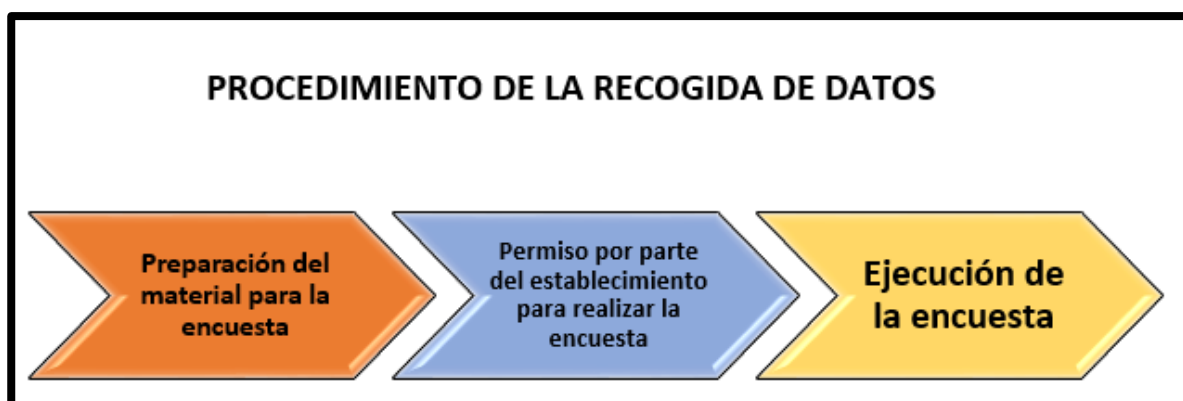 PROCEDIMIENTO DE LA RECOGIDA DE DATOS
Preparación del
material para la
encuesta
Permiso por parte
del establecimiento
para realizar la
encuesta
Ejecución de
la encuesta